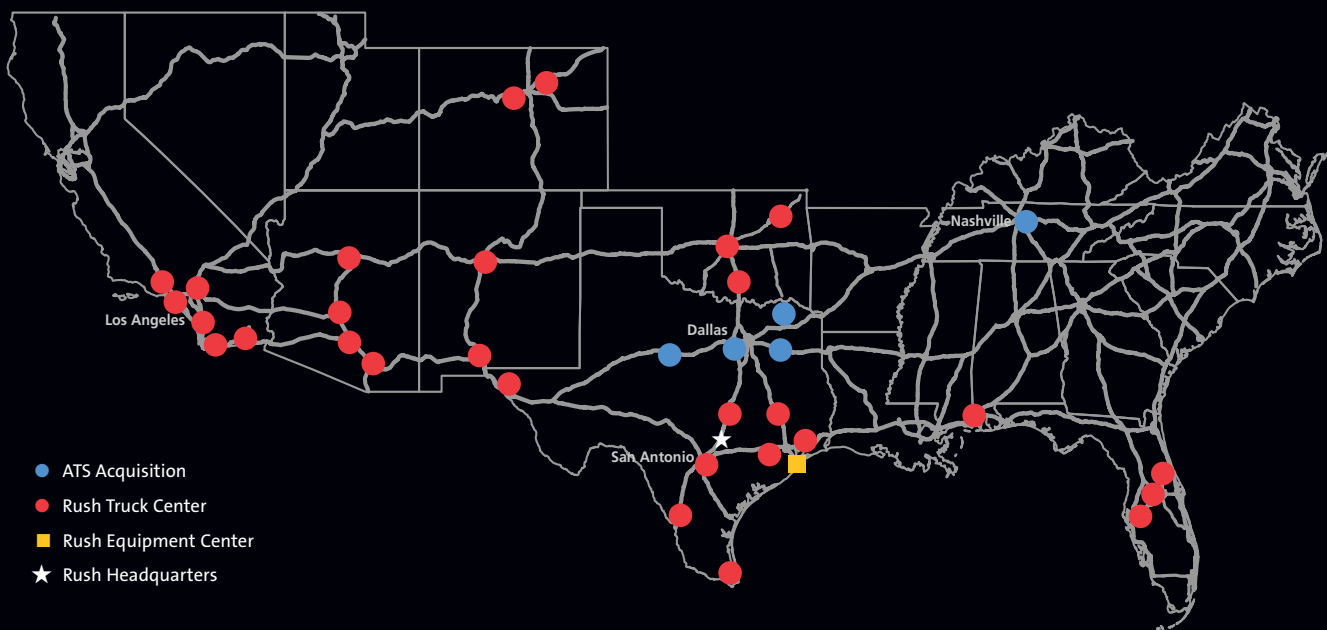 Nashville
Los Angeles
Dallas
San Antonio
ATS Acquisition
Rush Truck Center
Rush Equipment Center
Rush Headquarters